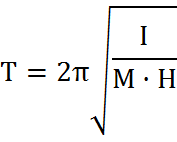 T = 2π √(I / (M · H))